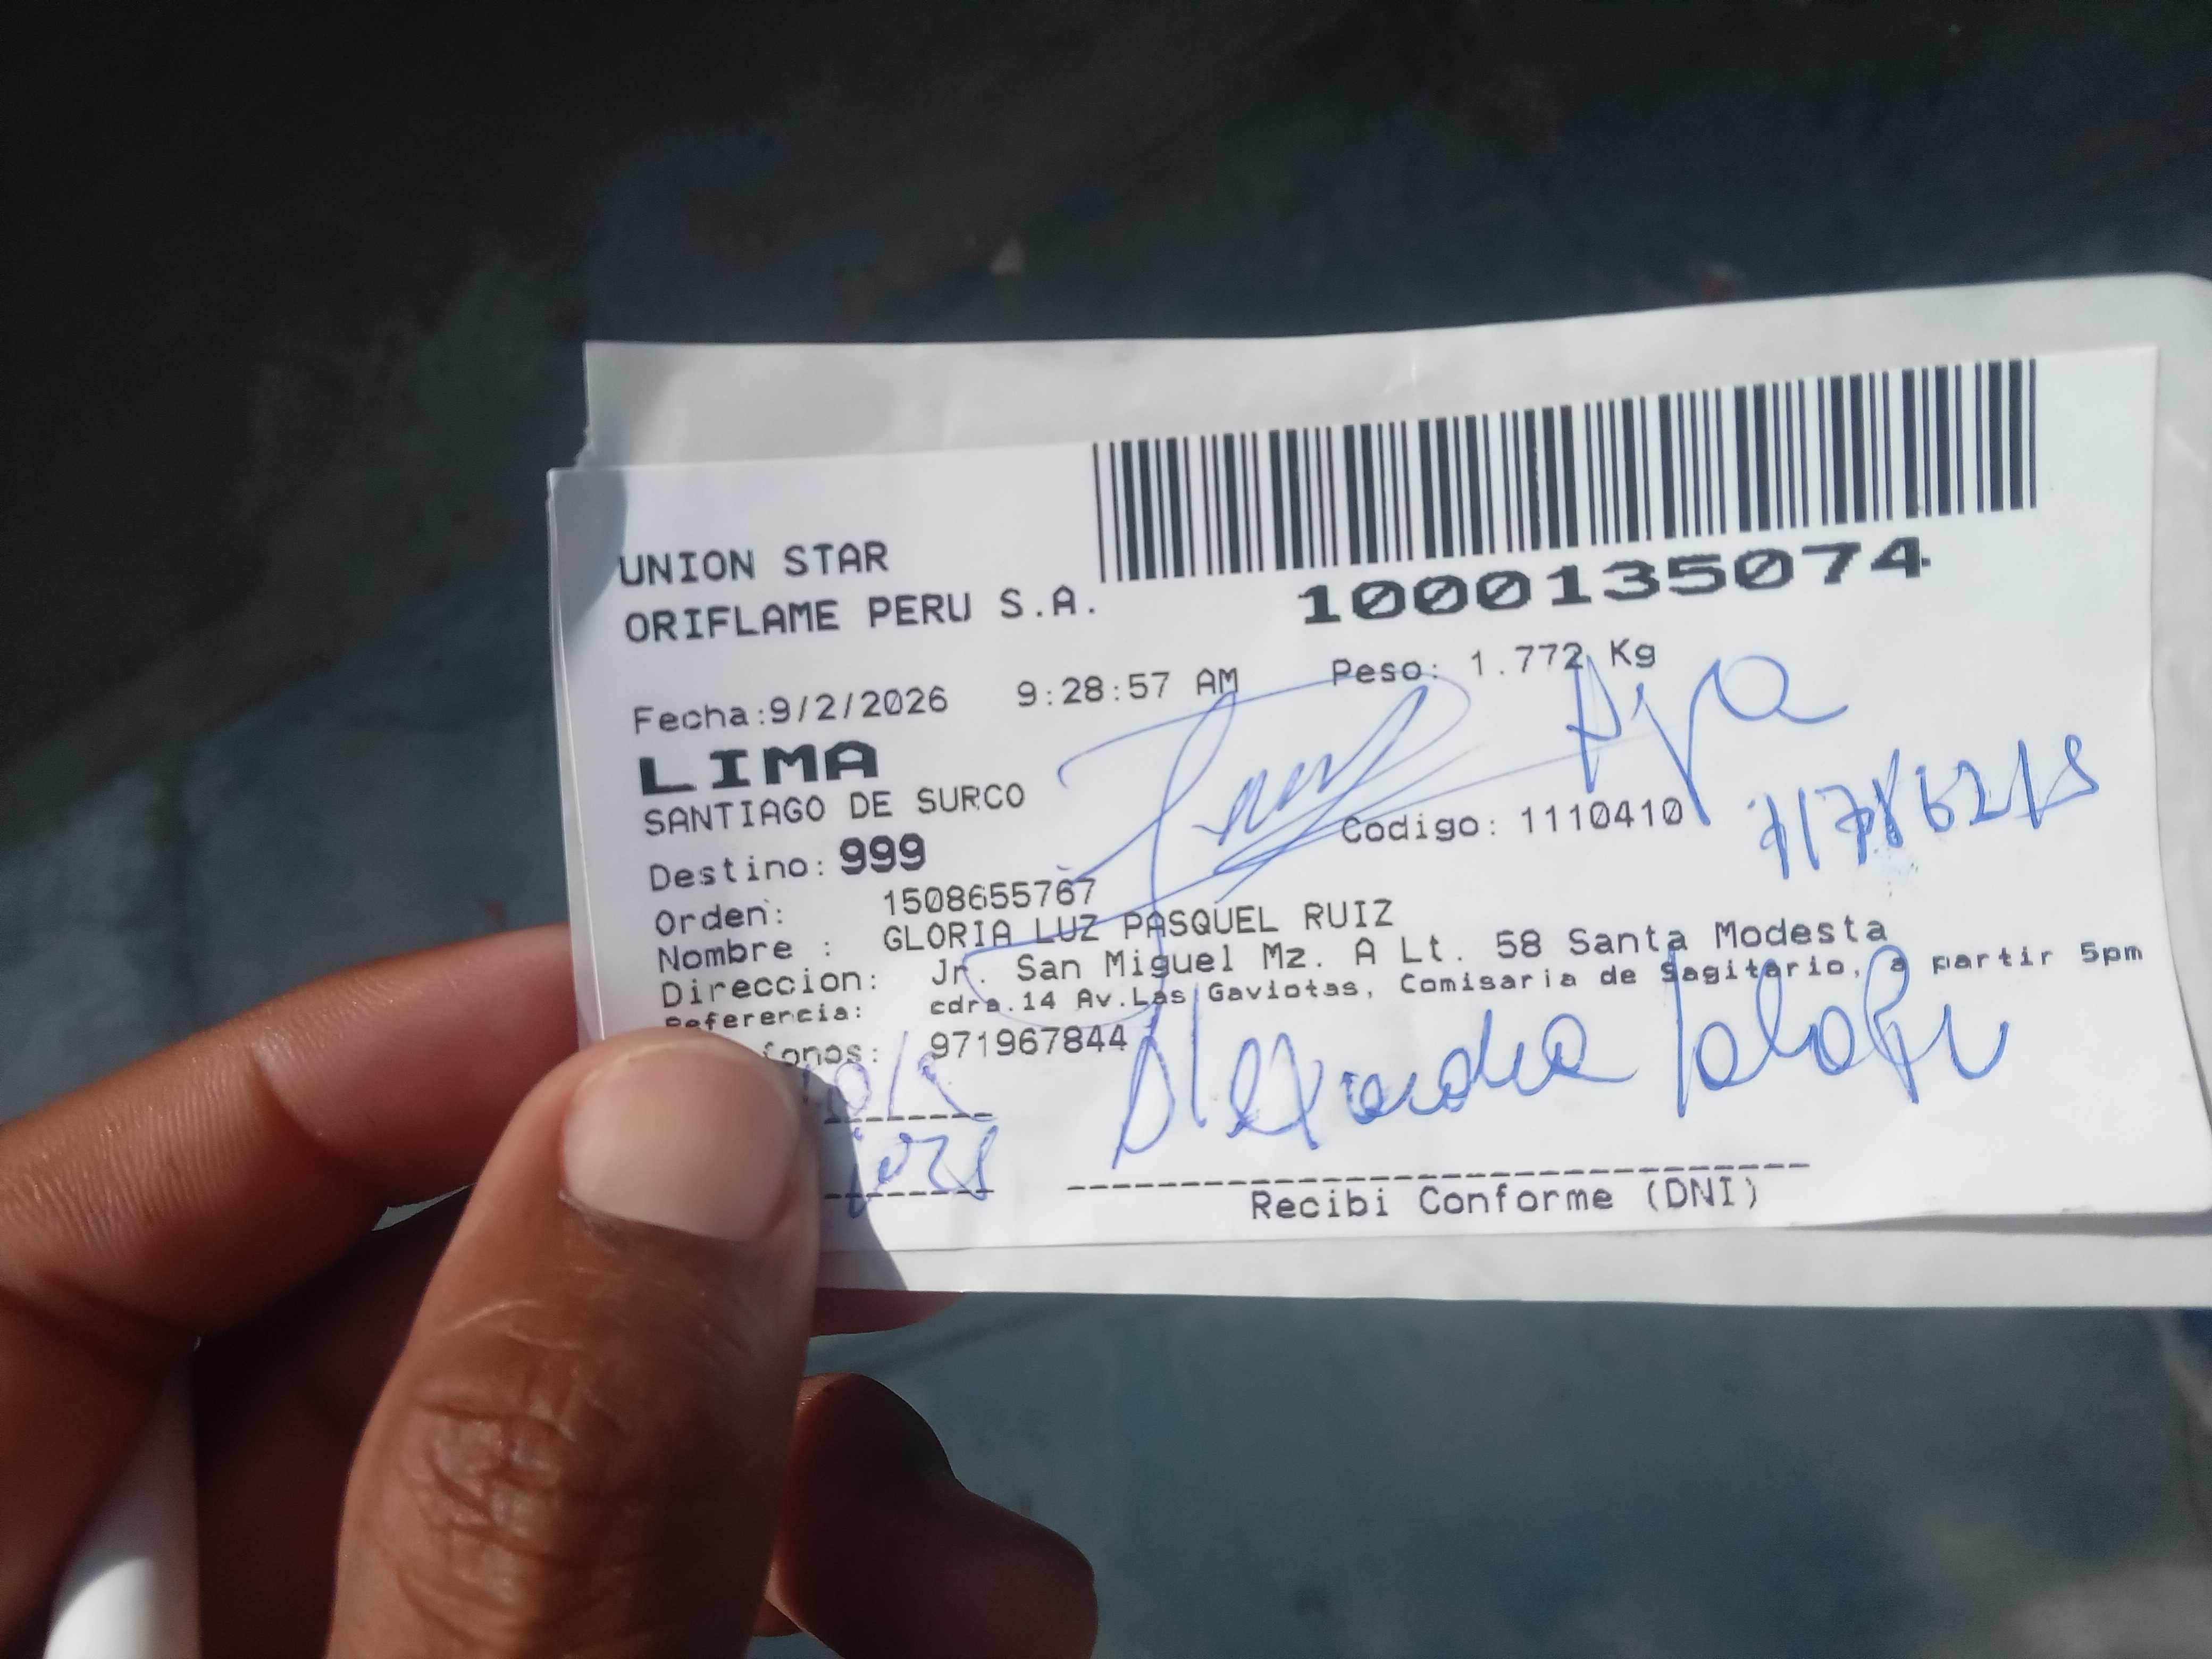 UNION STAR
ORIFLAME PERU S.A.
1000135074
Fecha:9/2/2026 9:28:57 AM Peso: 1.772 Kg
LIMA
SANTIAGO DE SURCO
Destino: 999 Codigo: 1110410
Orden: 1508655767
Nombre : GLORIA LUZ PASQUEL RUIZ
Direccion: Jr. San Miguel Mz. A Lt. 58 Santa Modesta
Referencia: cdra.14 Av.Las Gaviotas, Comisaria de Sagitario, a partir 5pm
fonos: 971967844
Alexandra
Recibi Conforme (DNI)